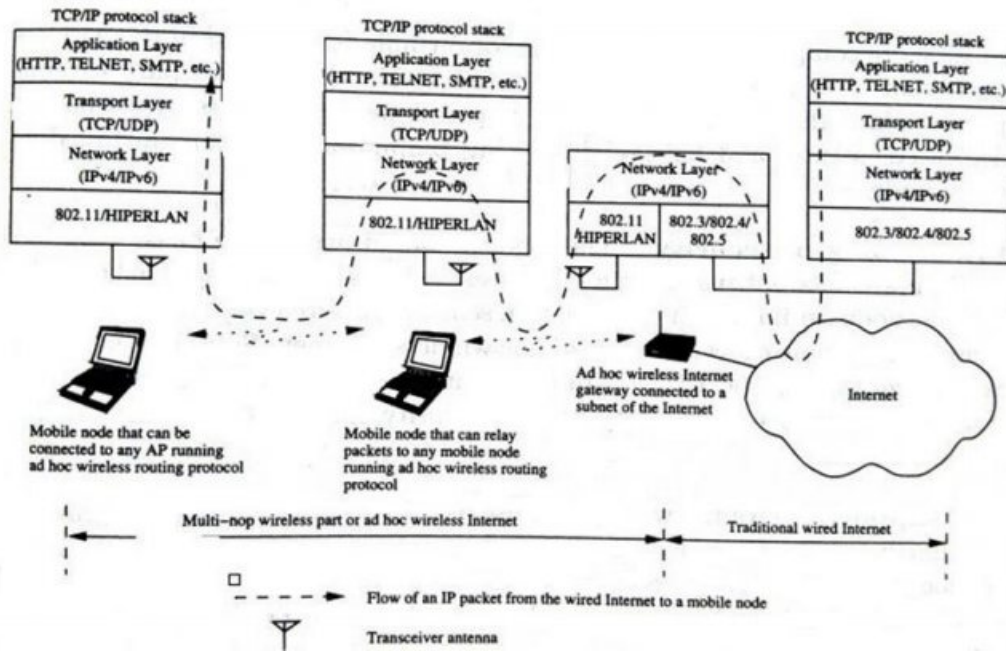 TCP/IP protocol stack
Application Layer
(HTTP, TELNET, SMTP, etc.)
Transport Layer
(TCP/UDP)
Network Layer
(IPv4/IPv6)
802.11/HIPERLAN
TCP/IP protocol stack
Application Layer
(HTTP, TELNET, SMTP, etc.)
Transport Layer
(TCP/UDP)
Network Layer
(IPv4/IPv6)
802.11/HIPERLAN
Network Layer
(IPv4/IPv6)
802.11
HIPERLAN
802.3/802.4/
802.5
TCP/IP protocol stack
Application Layer
(HTTP, TELNET, SMTP, etc.)
Transport Layer
(TCP/UDP)
Network Layer
(IPv4/IPv6)
802.3/802.4/802.5
Mobile node that can be
connected to any AP running
ad hoc wireless routing protocol
Mobile node that can relay
packets to any mobile node
running ad hoc wireless routing
protocol
Ad hoc wireless Internet
gateway connected to a
subnet of the Internet
Internet
Multi-nop wireless part or ad hoc wireless Internet
Traditional wired Internet
Flow of an IP packet from the wired Internet to a mobile node
Transceiver antenna